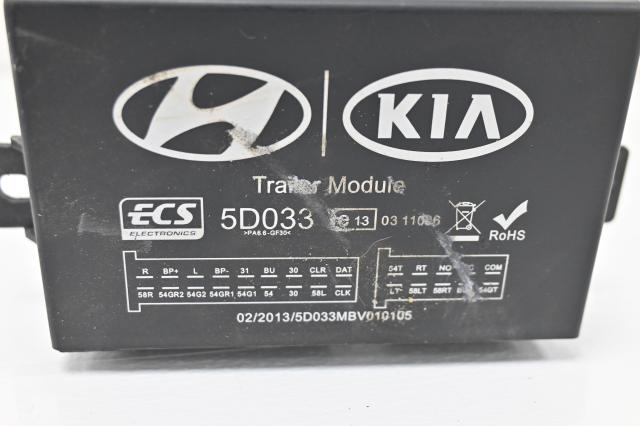 KIA
Trailer Module
ECS
ELECTRONICS
5D033
>PA6.6-GF30<
13 03
RoHS
R BP+ L BP- 31 BU 30 CLR DAT
58R 54GR2 54G2 54GR1 54G1 54 30 58L CLK
54T RT NO COM
58LT 58RT 54GT
02/2013/5D033MBV010105